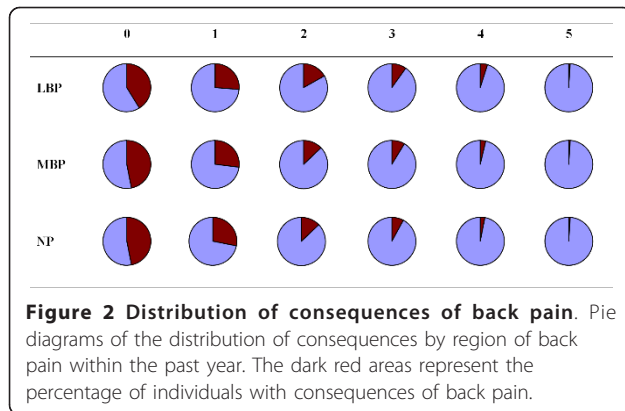 0 1 2 3 4 5
LBP
MBP
NP
Figure 2 Distribution of consequences of back pain. Pie
diagrams of the distribution of consequences by region of back
pain within the past year. The dark red areas represent the
percentage of individuals with consequences of back pain.